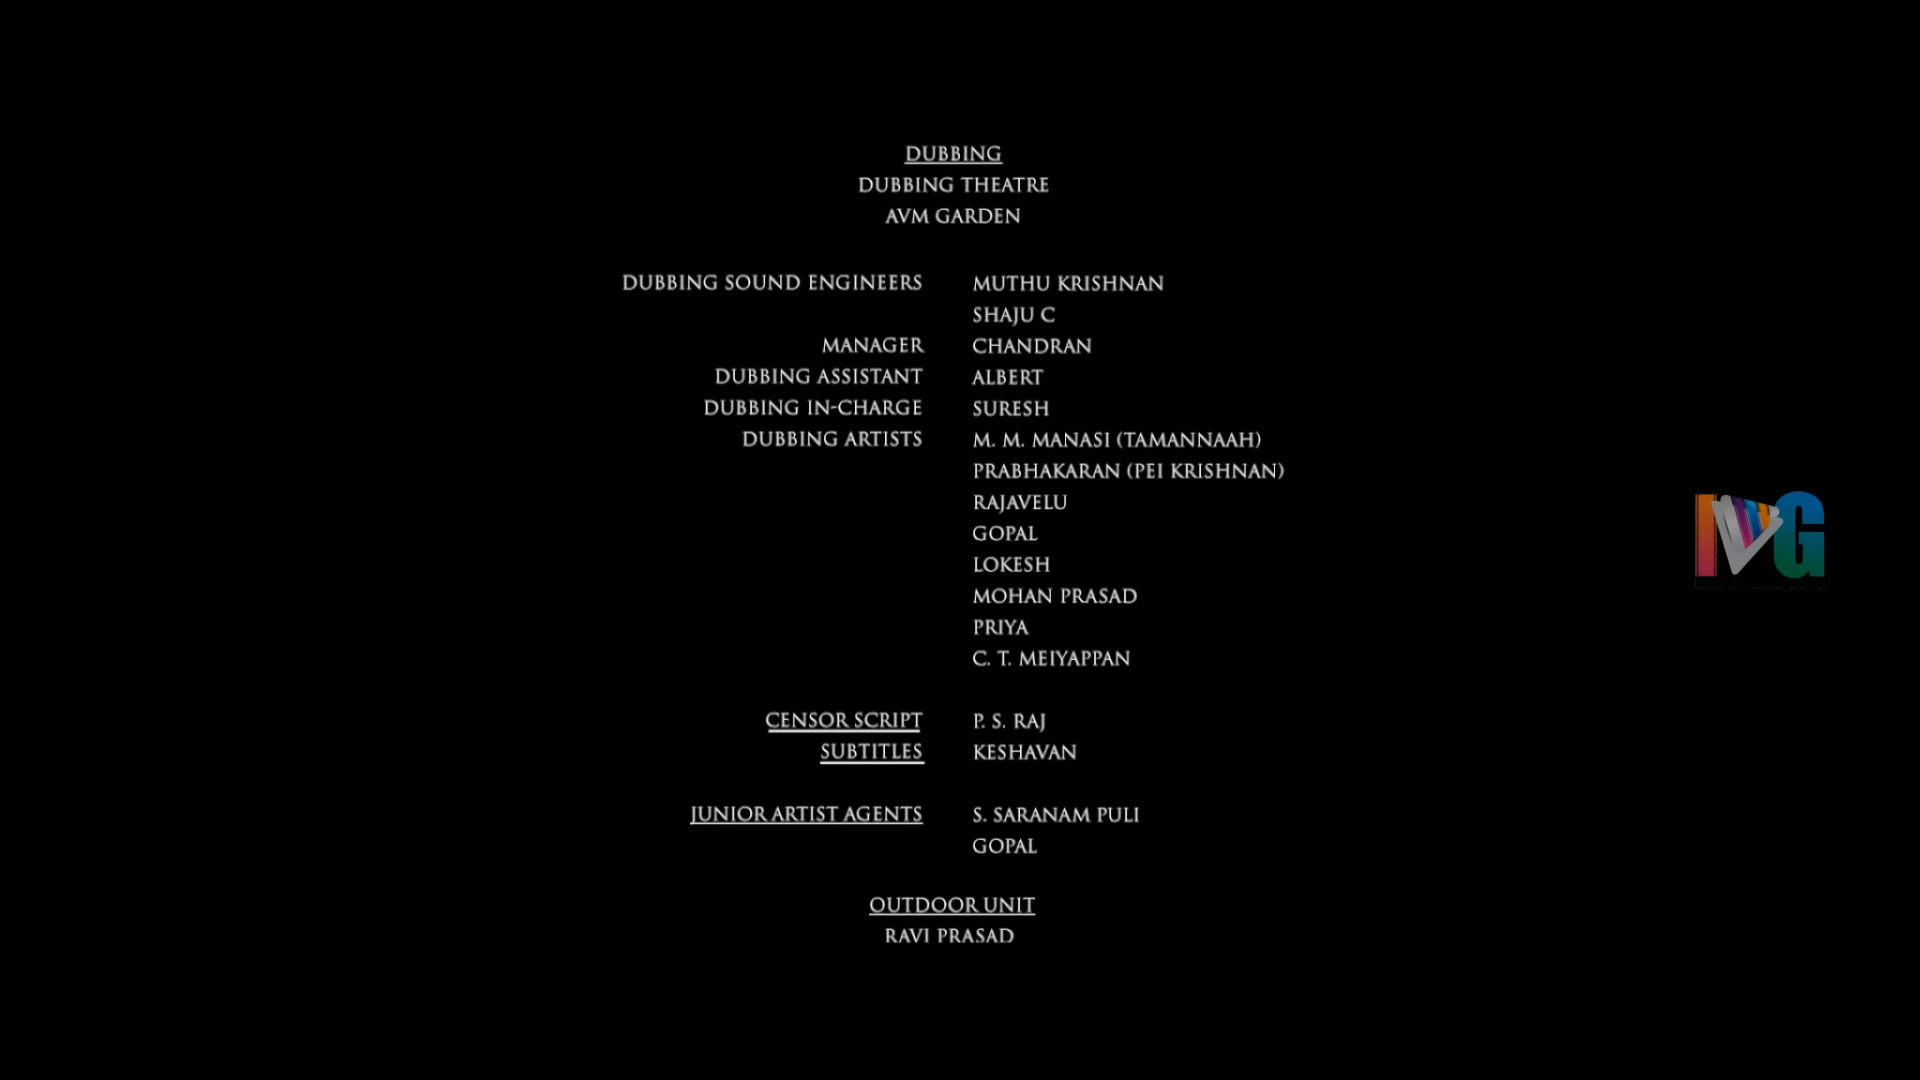 DUBBING
DUBBING THEATRE
AVM GARDEN
DUBBING SOUND ENGINEERS MUTHU KRISHNAN
SHAJU C
MANAGER CHANDRAN
DUBBING ASSISTANT ALBERT
DUBBING IN-CHARGE SURESH
DUBBING ARTISTS M. M. MANASI (TAMANNAAH)
PRABHAKARAN (PEI KRISHNAN)
RAJAVELU
GOPAL
LOKESH
MOHAN PRASAD
PRIYA
C. T. MEIYAPPAN
CENSOR SCRIPT P. S. RAJ
SUBTITLES KESHAVAN
JUNIOR ARTIST AGENTS S. SARANAM PULI
GOPAL
OUTDOOR UNIT
RAVI PRASAD